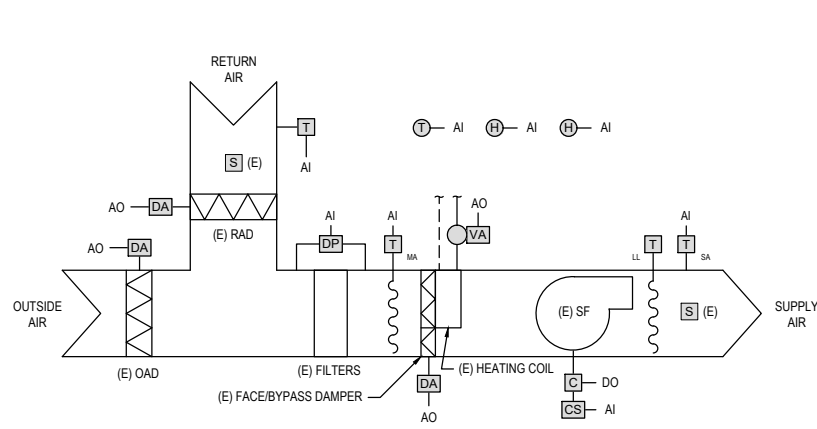 RETURN
AIR
T
AI
T AI H AI H AI
S (E)
AO DA
(E) RAD
AO DA
AI
DP
AI
T
MA
AO
VA
LL
T
AI
T
SA
OUTSIDE
AIR
(E) SF
S (E)
SUPPLY
AIR
(E) OAD
(E) FILTERS
(E) HEATING COIL
(E) FACE/BYPASS DAMPER
DA
AO
C DO
CS AI